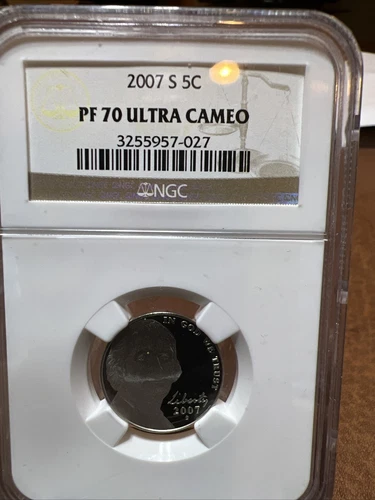 2007 S 5C
PF 70 ULTRA CAMEO
3255957-027
NGC
IN GOD WE TRUST
Liberty
2007
S